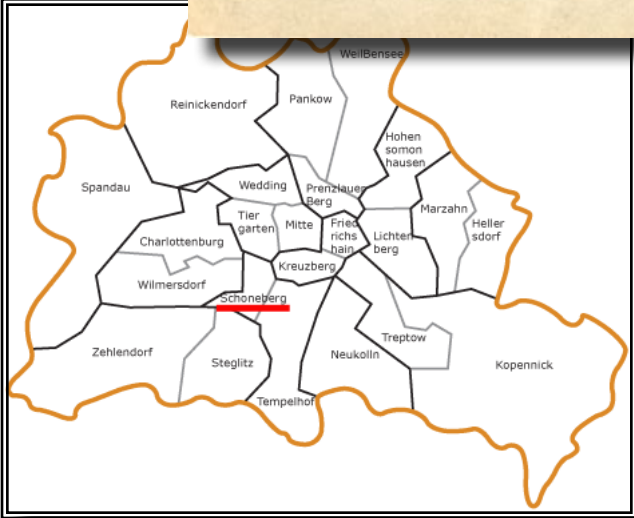 WeilBensee
Reinickendorf
Pankow
Hohen
somon
hausen
Spandau
Wedding
Prenzlauer
Berg
Marzahn
Heller
sdorf
Tier
garten
Mitte
Fried
richs
hain
Lichten
berg
Charlottenburg
Kreuzberg
Wilmersdorf
Schoneberg
Treptow
Zehlendorf
Steglitz
Neukolln
Kopennick
Tempelhof